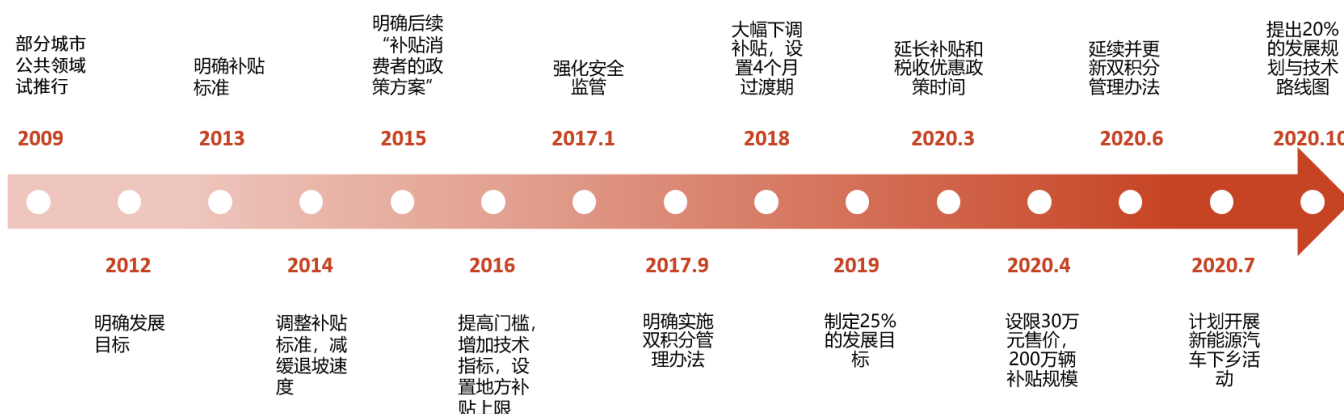 部分城市
公共领域
试推行
2009
2012
明确发展
目标
明确补贴
标准
2013
2014
调整补贴
标准，减
缓退坡速
度
明确后续
“补贴消
费者的政
策方案”
2015
2016
提高门槛，
增加技术
指标，设
置地方补
贴上限
强化安全
监管
2017.1
2017.9
明确实施
双积分管
理办法
大幅下调
补贴，设
置4个月
过渡期
2018
2019
制定25%
的发展目
标
延长补贴和
税收优惠政
策时间
2020.3
2020.4
设限30万
元售价，
200万辆
补贴规模
延续并更
新双积分
管理办法
2020.6
2020.7
计划开展
新能源汽
车下乡活
动
提出20%
的发展规
划与技术
路线图
2020.10